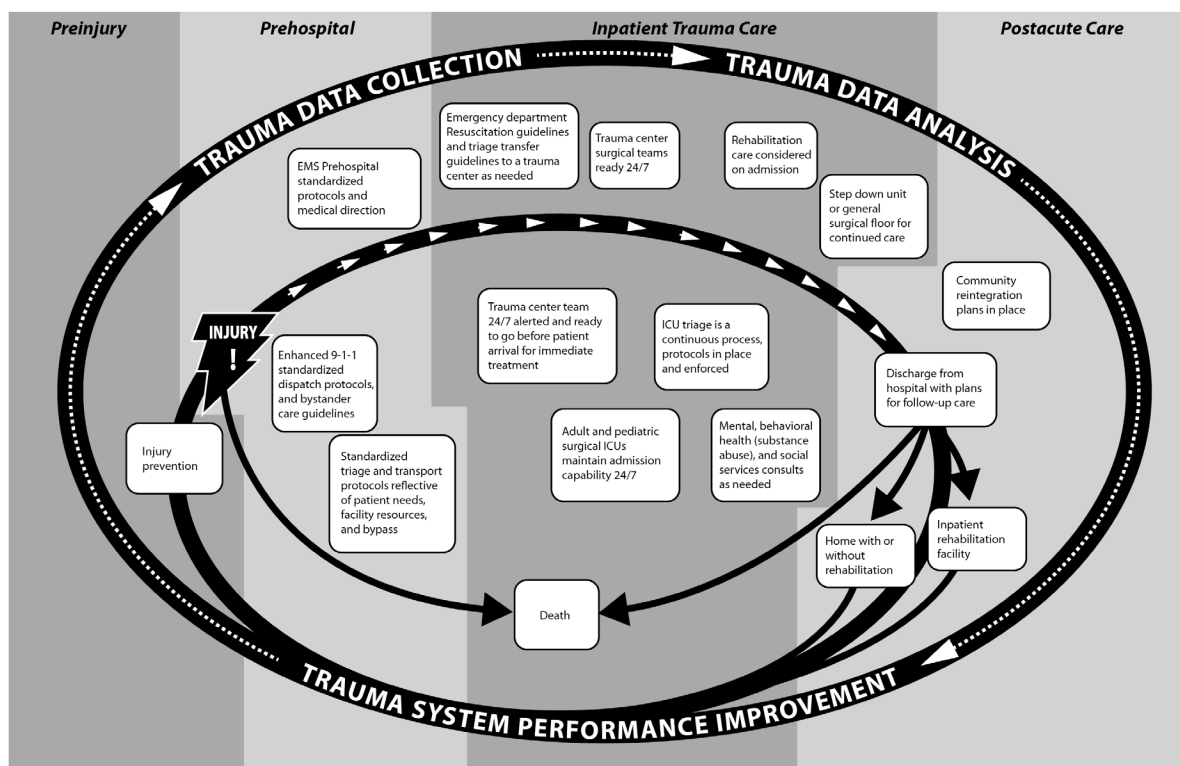 Preinjury
Prehospital
Inpatient Trauma Care
Postacute Care
TRAUMA DATA COLLECTION
TRAUMA DATA ANALYSIS
Emergency department
Resuscitation guidelines
and triage transfer
guidelines to a trauma
center as needed
Trauma center
surgical teams
ready 24/7
Rehabilitation
care considered
on admission
EMS Prehospital
standardized
protocols and
medical direction
Step down unit
or general
surgical floor for
continued care
Community
reintegration
plans in place
Trauma center team
24/7 alerted and ready
to go before patient
arrival for immediate
treatment
ICU triage is a
continuous process,
protocols in place
and enforced
INJURY
!
Enhanced 9-1-1
standardized
dispatch protocols,
and bystander
care guidelines
Discharge from
hospital with plans
for follow-up care
Injury
prevention
Standardized
triage and transport
protocols reflective
of patient needs,
facility resources,
and bypass
Adult and pediatric
surgical ICUs
maintain admission
capability 24/7
Mental, behavioral
health (substance
abuse), and social
services consults
as needed
Home with or
without
rehabilitation
Inpatient
rehabilitation
facility
Death
TRAUMA SYSTEM PERFORMANCE IMPROVEMENT